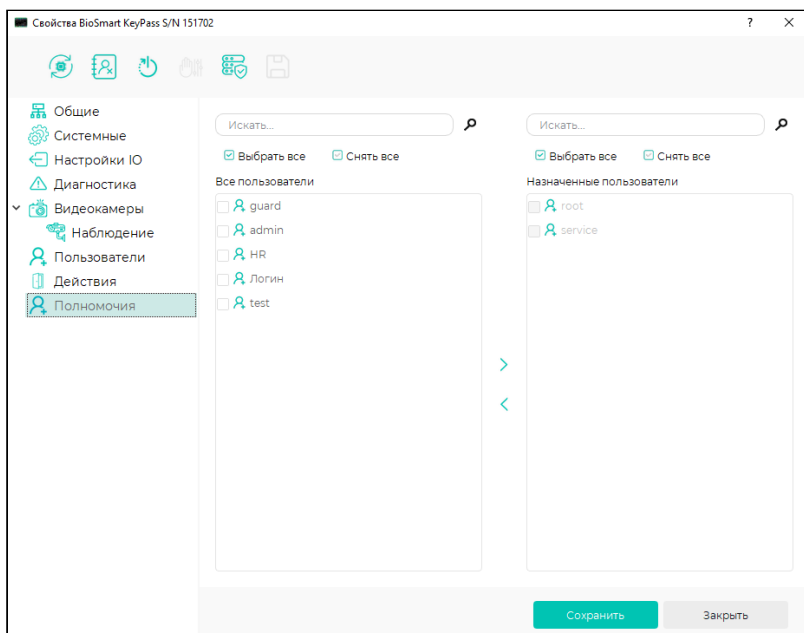 Свойства BioSmart KeyPass S/N 151702
Общие
Системные
Настройки IO
Диагностика
Видеокамеры
Наблюдение
Пользователи
Действия
Полномочия
Искать...
Выбрать все Снять все
Все пользователи
guard
admin
HR
Логин
test
Искать...
Выбрать все Снять все
Назначенные пользователи
root
service
Сохранить Закрыть